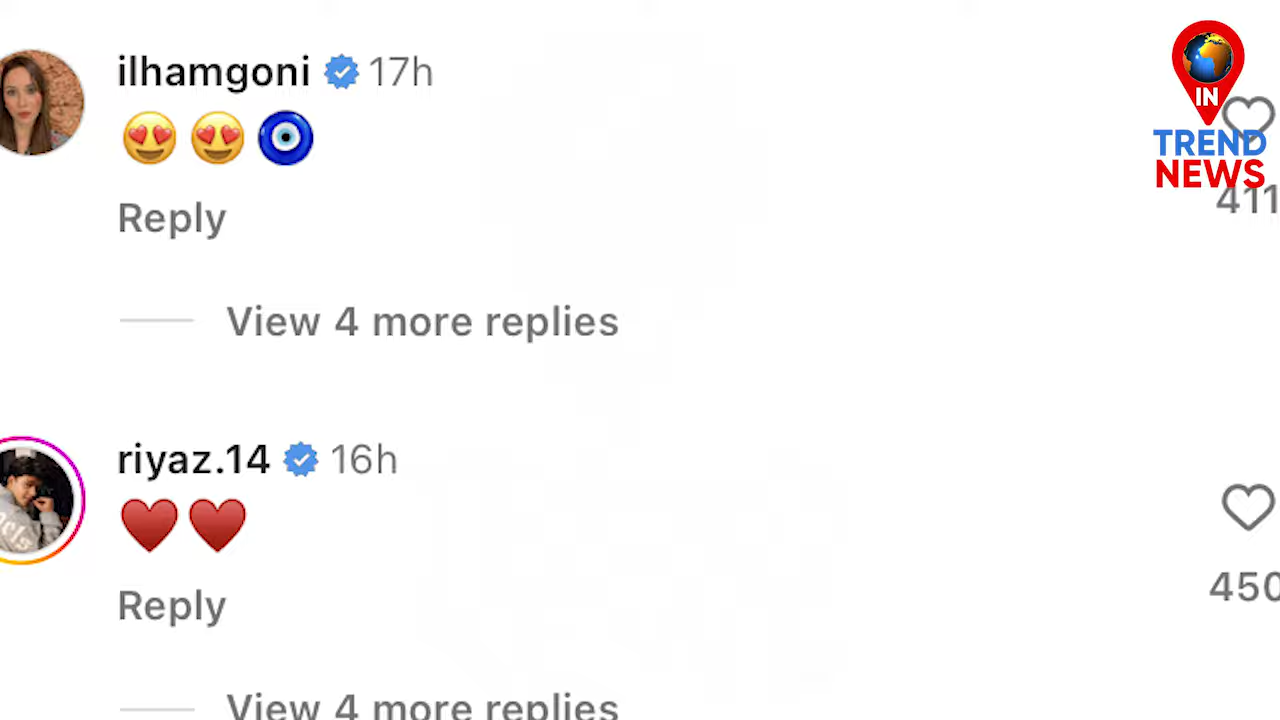 ilhamgoni 17h
😍😍🧿
Reply
View 4 more replies
riyaz.14 16h
♥️♥️
Reply
View 4 more replies
IN
TREND
NEWS
411
450